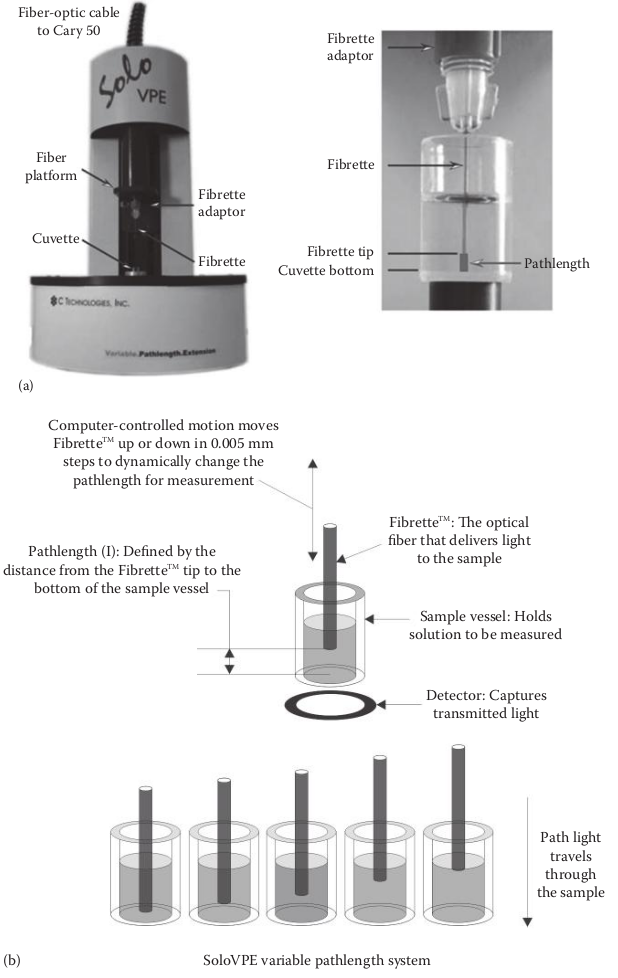 Fiber-optic cable
to Cary 50
Solo
VPE
Fiber
platform
Cuvette
Fibrette
adaptor
Fibrette
C TECHNOLOGIES, INC.
Variable.Pathlength.Extension
Fibrette
adaptor
Fibrette
Fibrette tip
Cuvette bottom
Pathlength
(a)
Computer-controlled motion moves
Fibrette™ up or down in 0.005 mm
steps to dynamically change the
pathlength for measurement
Pathlength (I): Defined by the
distance from the Fibrette™ tip to the
bottom of the sample vessel
Fibrette™: The optical
fiber that delivers light
to the sample
Sample vessel: Holds
solution to be measured
Detector: Captures
transmitted light
Path light
travels
through
the sample
(b)
SoloVPE variable pathlength system